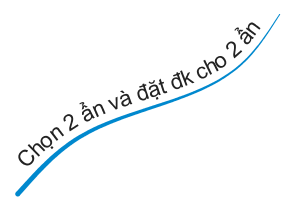 Chọn 2 ẩn và đặt đk cho 2 ẩn